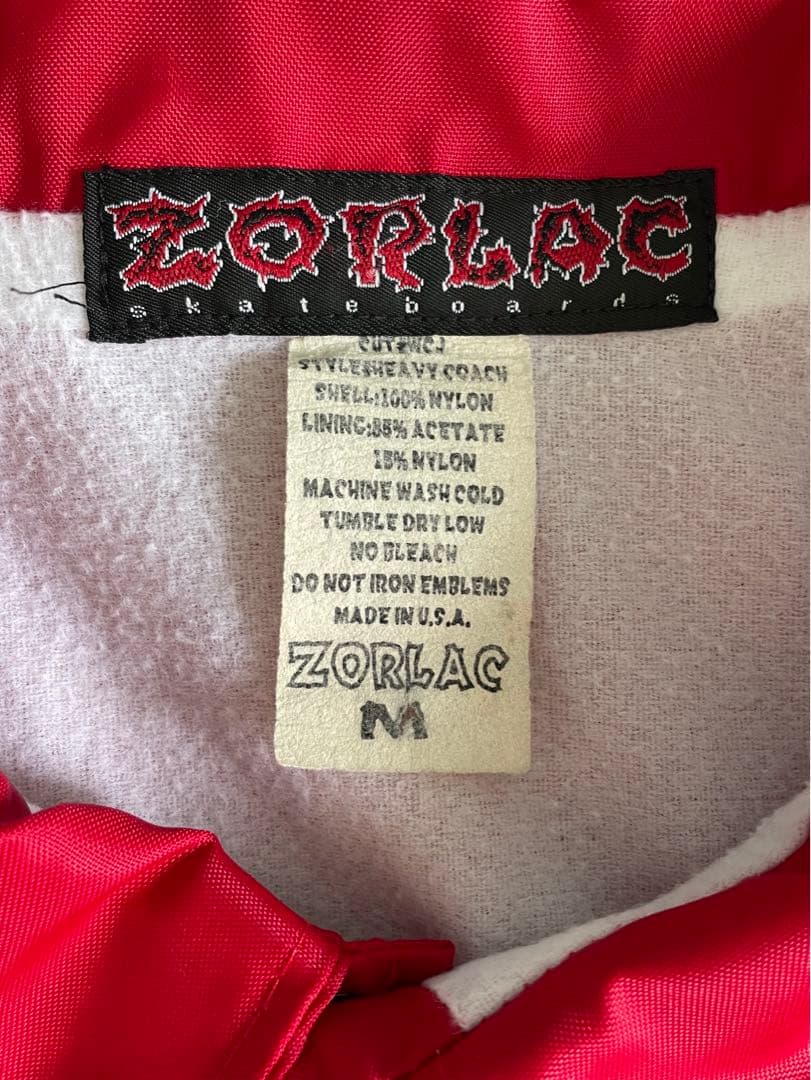 ZORLAC
skateboards
STYLE:HEAVY COACH
SHELL:100% NYLON
LINING:85% ACETATE
15% NYLON
MACHINE WASH COLD
TUMBLE DRY LOW
NO BLEACH
DO NOT IRON EMBLEMS
MADE IN U.S.A.
ZORLAC
M